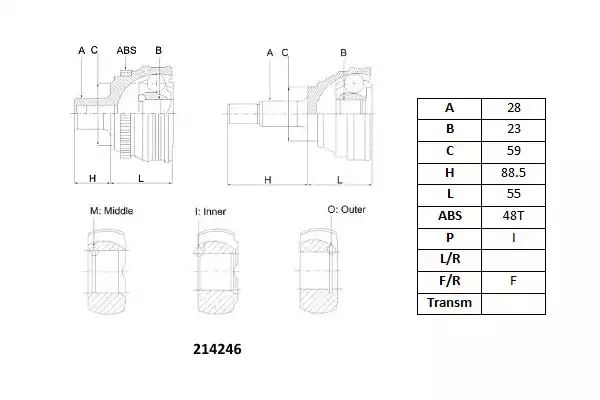 A C ABS B
A C B
H L
H L
M: Middle I: Inner O: Outer
A 28
B 23
C 59
H 88.5
L 55
ABS 48T
P I
L/R
F/R F
Transm
214246